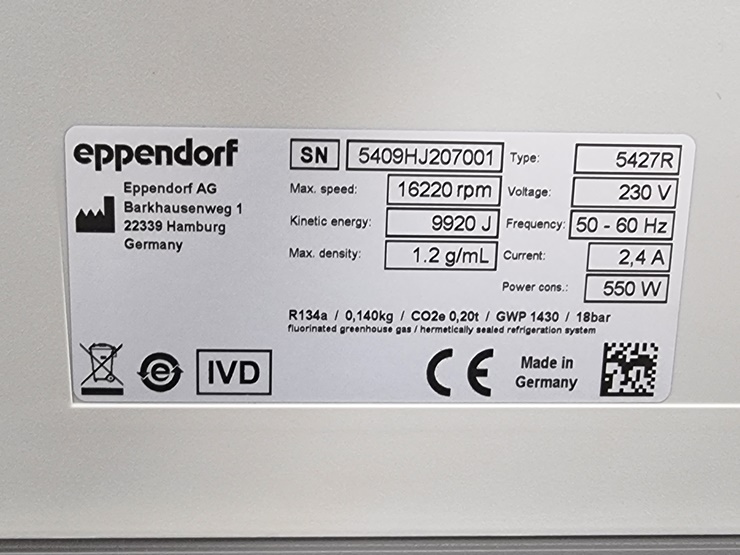 eppendorf
Eppendorf AG
Barkhausenweg 1
22339 Hamburg
Germany
SN 5409HJ207001 Type: 5427R
Max. speed: 16220 rpm Voltage: 230 V
Kinetic energy: 9920 J Frequency: 50 - 60 Hz
Max. density: 1.2 g/mL Current: 2,4 A
Power cons.: 550 W
R134a / 0,140kg / CO2e 0,20t / GWP 1430 / 18bar
fluorinated greenhouse gas / hermetically sealed refrigeration system
e IVD CE Made in
Germany